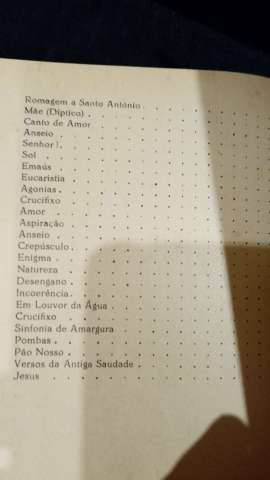 Romagem a Santo António . . . . . . .
Mãe (Díptico) . . . . . . . . . .
Canto de Amor . . . . . . . . . .
Anseio . . . . . . . . . . . .
Senhor! . . . . . . . . . . . .
Sol . . . . . . . . . . . . .
Emaús . . . . . . . . . . . .
Eucaristia . . . . . . . . . . .
Agonias . . . . . . . . . . . .
Crucifixo . . . . . . . . . . .
Amor . . . . . . . . . . . . .
Aspiração . . . . . . . . . . .
Anseio . . . . . . . . . . . .
Crepúsculo . . . . . . . . . . .
Enigma . . . . . . . . . . . .
Natureza . . . . . . . . . . .
Desengano . . . . . . . . . . .
Incoerência . . . . . . . . . . .
Em Louvor da Água . . . . . . . . .
Crucifixo . . . . . . . . . . .
Sinfonia de Amargura . . . . . . . .
Pombas . . . . . . . . . . . .
Pão Nosso . . . . . . . . . . .
Versos da Antiga Saudade . . . . . . .
Jesus . . . . . . . . . . . .